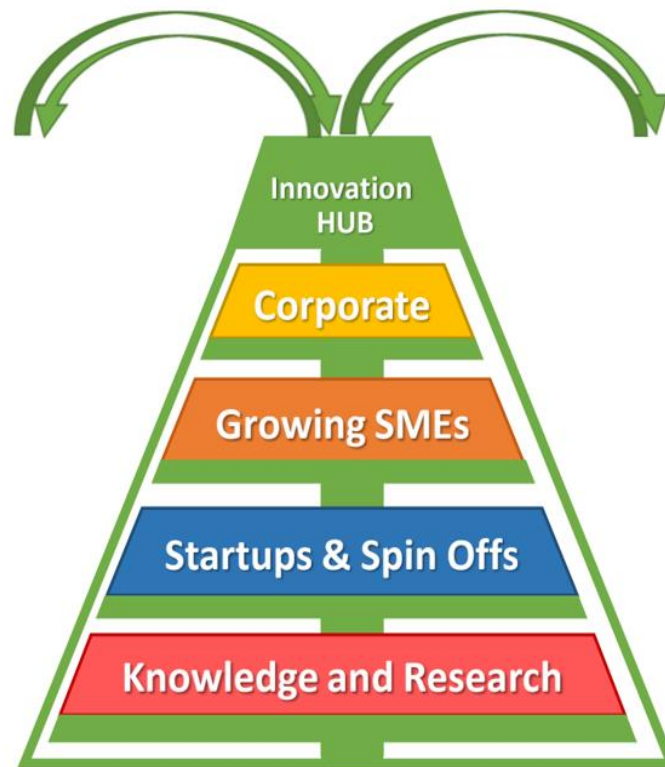 Innovation
HUB
Corporate
Growing SMEs
Startups & Spin Offs
Knowledge and Research